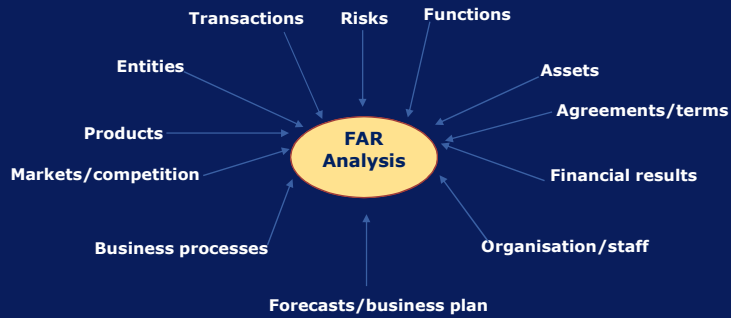 Transactions
Risks
Functions
Entities
Assets
Agreements/terms
Products
FAR
Analysis
Markets/competition
Financial results
Business processes
Organisation/staff
Forecasts/business plan